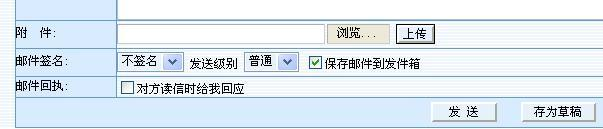 附 件: 浏览... 上传
邮件签名: 不签名 发送级别 普通 保存邮件到发件箱
邮件回执: 对方读信时给我回应
发 送 存为草稿